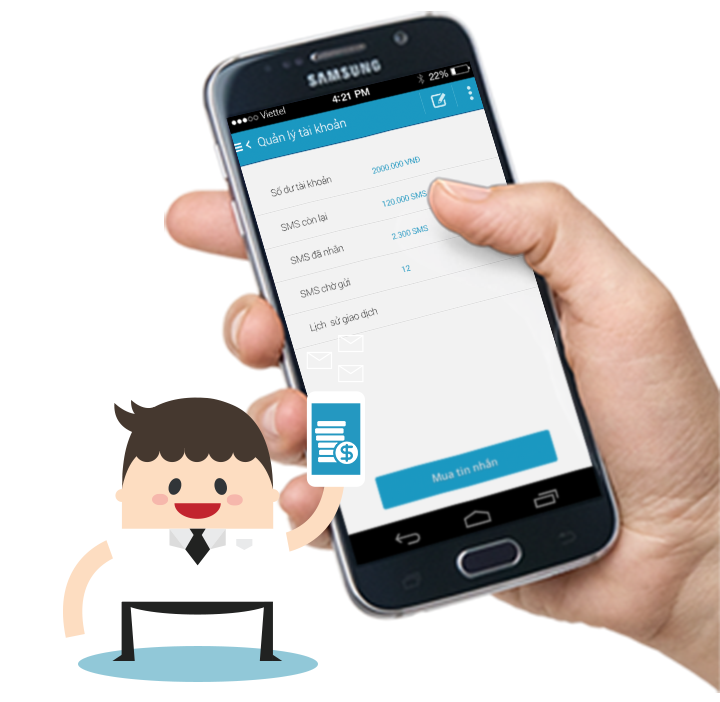 SAMSUNG
Viettel 4:21 PM 22%
Quản lý tài khoản
Số dư tài khoản 2000.000 VNĐ
SMS còn lại 120.000 SMS
SMS đã nhắn 2.300 SMS
SMS chờ gửi 12
Lịch sử giao dịch
$
Mua tin nhắn